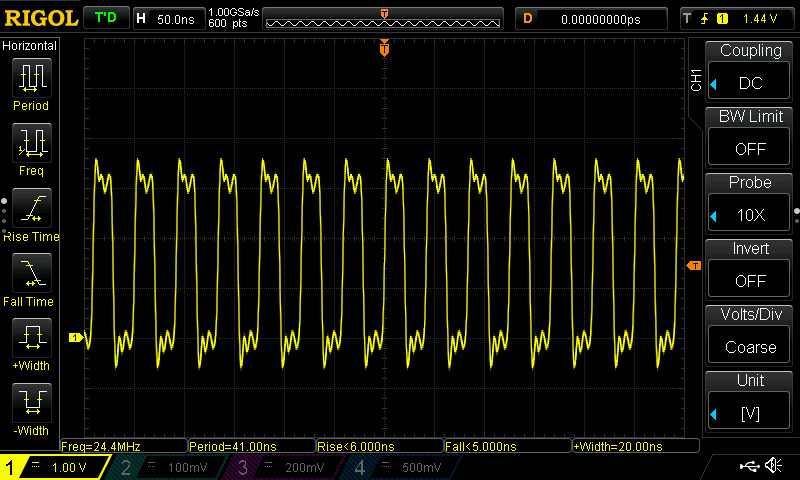 RIGOL T'D H 50.0ns 1.00GSa/s 600 pts T D 0.00000000ps T 1 1.44 V
Horizontal
Period
Freq
Rise Time
Fall Time
+Width
-Width
T
1
T
CH1
Coupling
DC
BW Limit
OFF
Probe
10X
Invert
OFF
Volts/Div
Coarse
Unit
[V]
Freq=24.4MHz Period=41.00ns Rise<6.000ns Fall<5.000ns +Width=20.00ns
1 1.00 V 2 100mV 3 200mV 4 500mV